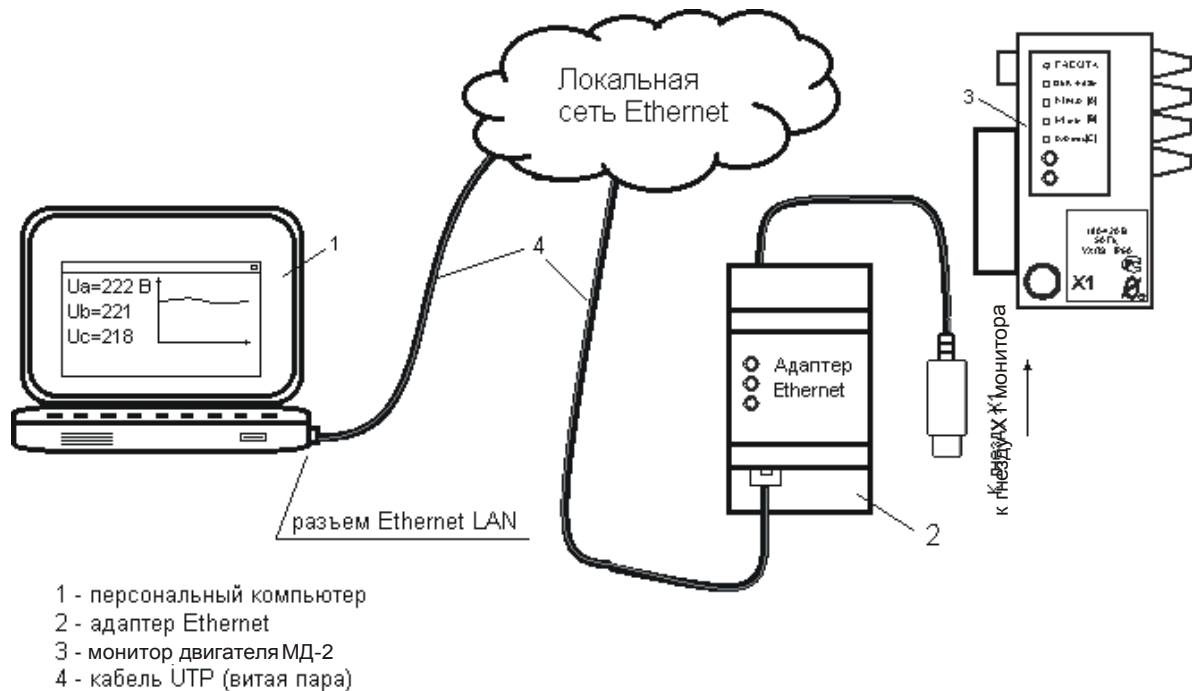 Локальная
сеть Ethernet
3
РАБОТА
1
4
Ua=222 В
Ub=221
Uc=218
X1
Адаптер
Ethernet
к гнезду X1 монитора
2
разъем Ethernet LAN
1 - персональный компьютер
2 - адаптер Ethernet
3 - монитор двигателя МД-2
4 - кабель UTP (витая пара)